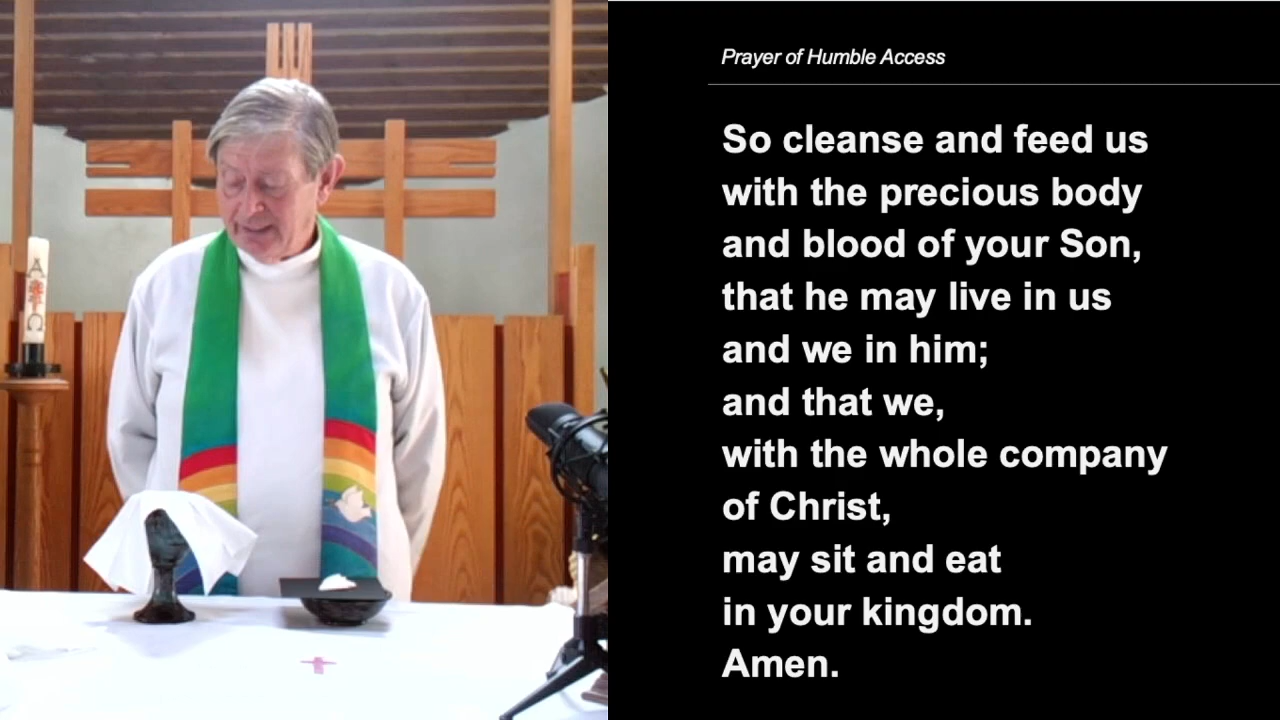 Prayer of Humble Access
So cleanse and feed us
with the precious body
and blood of your Son,
that he may live in us
and we in him;
and that we,
with the whole company
of Christ,
may sit and eat
in your kingdom.
Amen.
Α
Ω